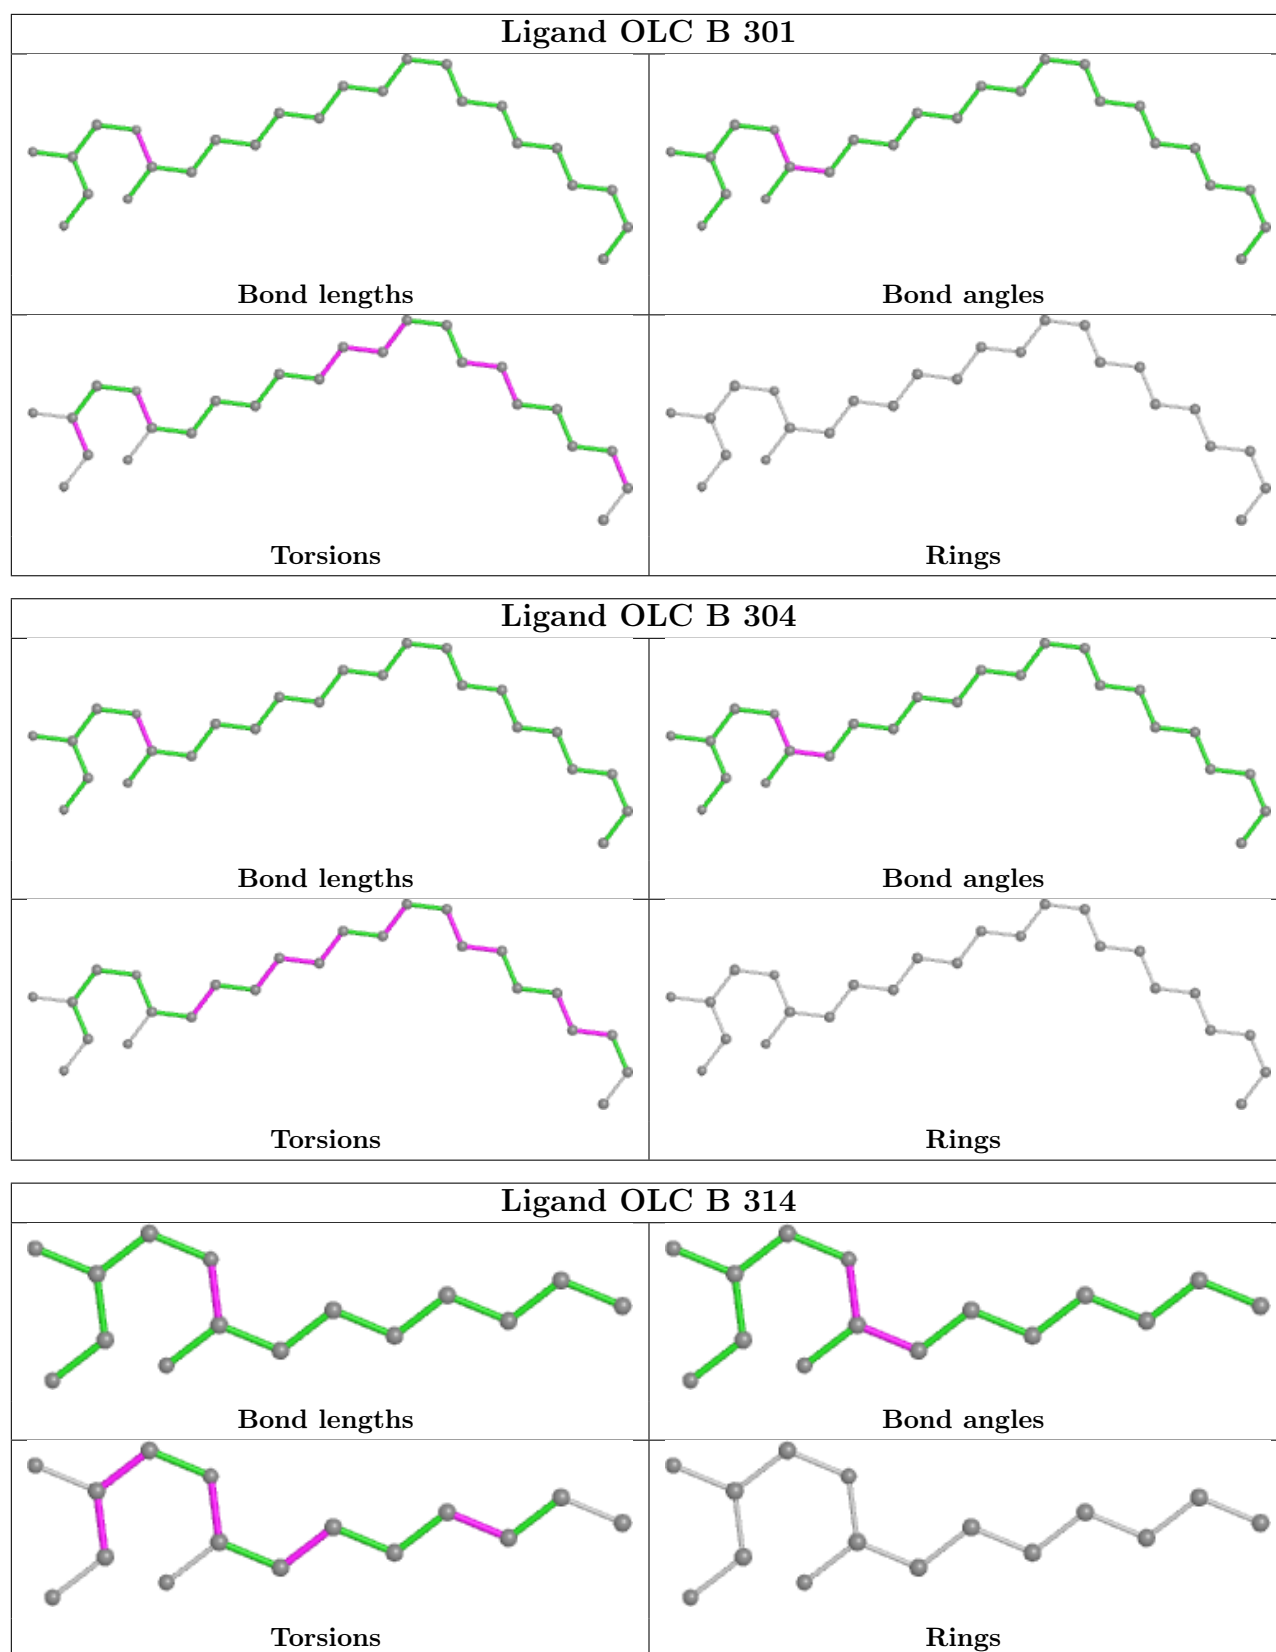 Ligand OLC B 301
Bond lengths
Bond angles
Torsions
Rings
Ligand OLC B 304
Bond lengths
Bond angles
Torsions
Rings
Ligand OLC B 314
Bond lengths
Bond angles
Torsions
Rings